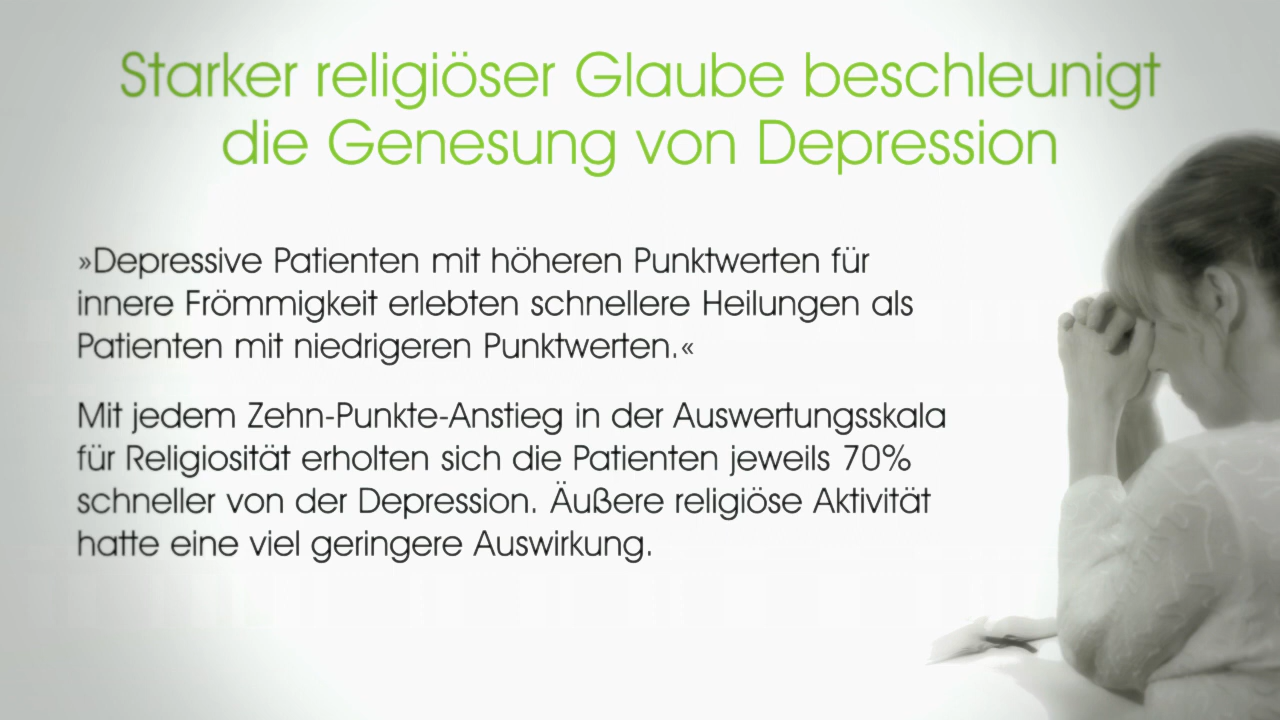 Starker religiöser Glaube beschleunigt
die Genesung von Depression
»Depressive Patienten mit höheren Punktwerten für
innere Frömmigkeit erlebten schnellere Heilungen als
Patienten mit niedrigeren Punktwerten.«
Mit jedem Zehn-Punkte-Anstieg in der Auswertungsskala
für Religiosität erholten sich die Patienten jeweils 70%
schneller von der Depression. Äußere religiöse Aktivität
hatte eine viel geringere Auswirkung.